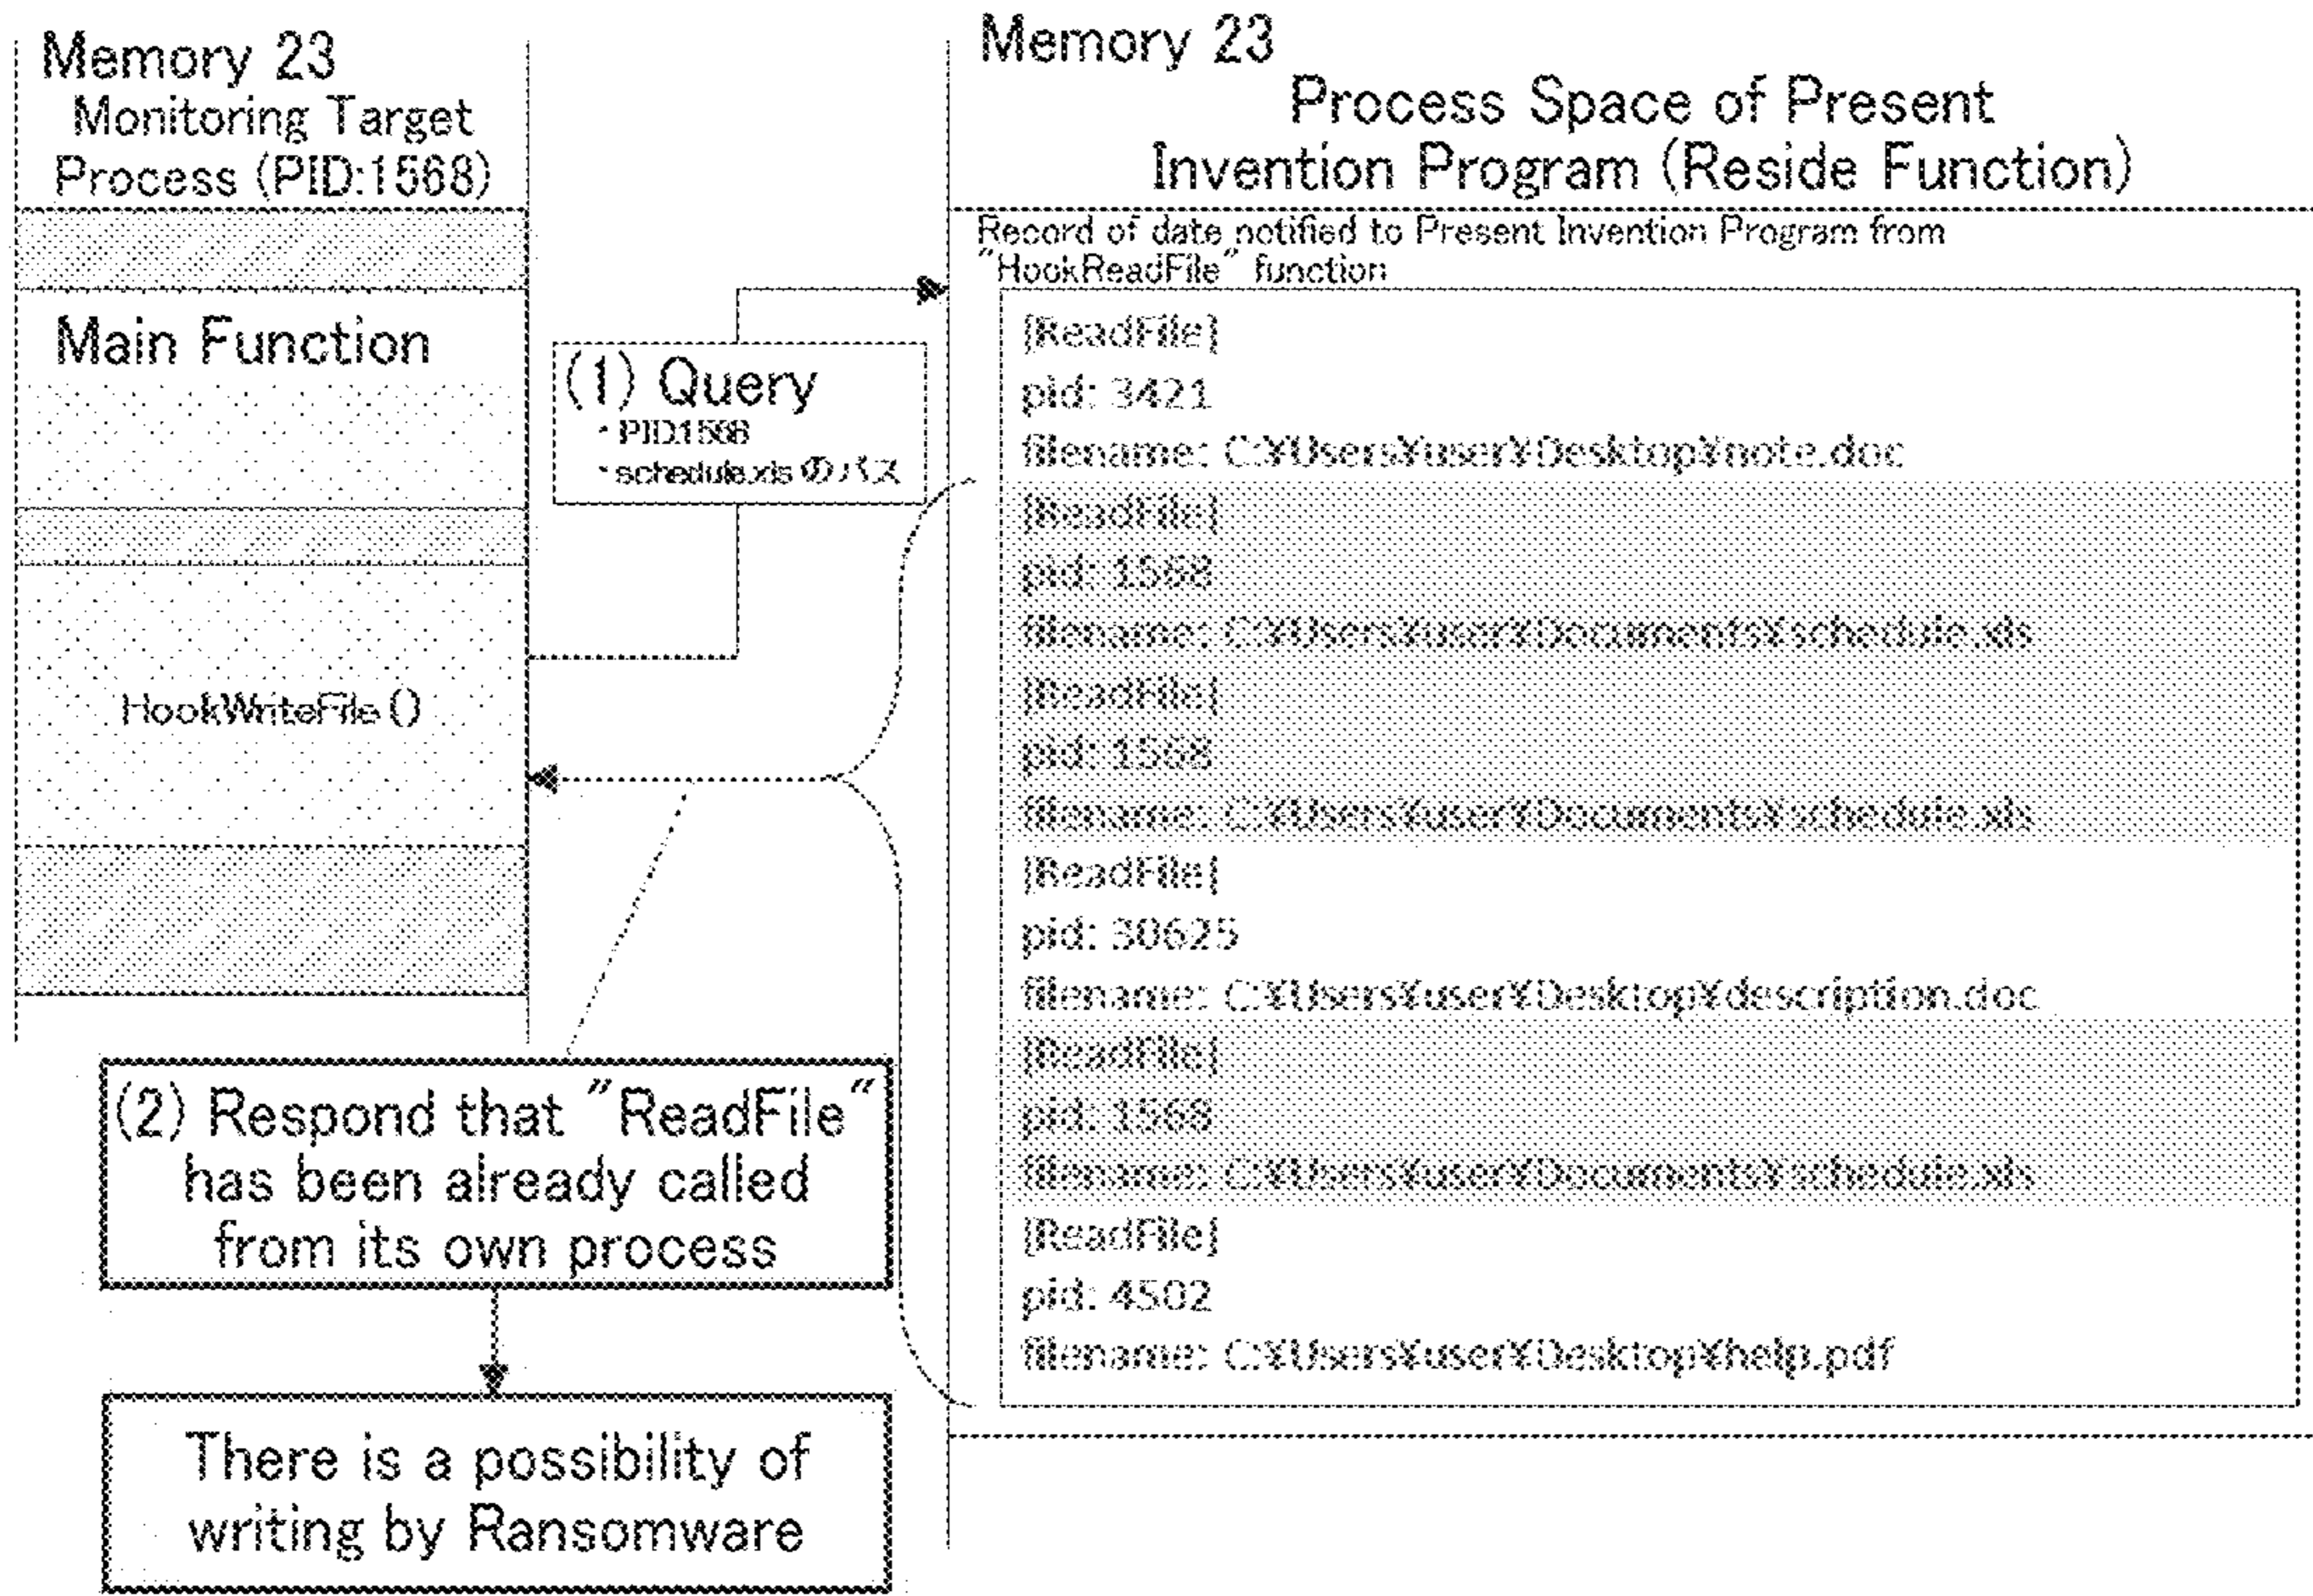 Memory 23
Monitoring Target
Process (PID:1568)
Main Function
HookWriteFile ()
(1) Query
・PID1568
・schedule.xls のパス
(2) Respond that "ReadFile"
has been already called
from its own process
There is a possibility of
writing by Ransomware
Memory 23
Process Space of Present
Invention Program (Reside Function)
Record of date notified to Present Invention Program from
"HookReadFile" function
[ReadFile]
pid: 3421
filename: C:¥Users¥user¥Desktop¥note.doc
[ReadFile]
pid: 1568
filename: C:¥Users¥user¥Documents¥schedule.xls
[ReadFile]
pid: 1568
filename: C:¥Users¥user¥Documents¥schedule.xls
[ReadFile]
pid: 30625
filename: C:¥Users¥user¥Desktop¥description.doc
[ReadFile]
pid: 1568
filename: C:¥Users¥user¥Documents¥schedule.xls
[ReadFile]
pid: 4502
filename: C:¥Users¥user¥Desktop¥help.pdf